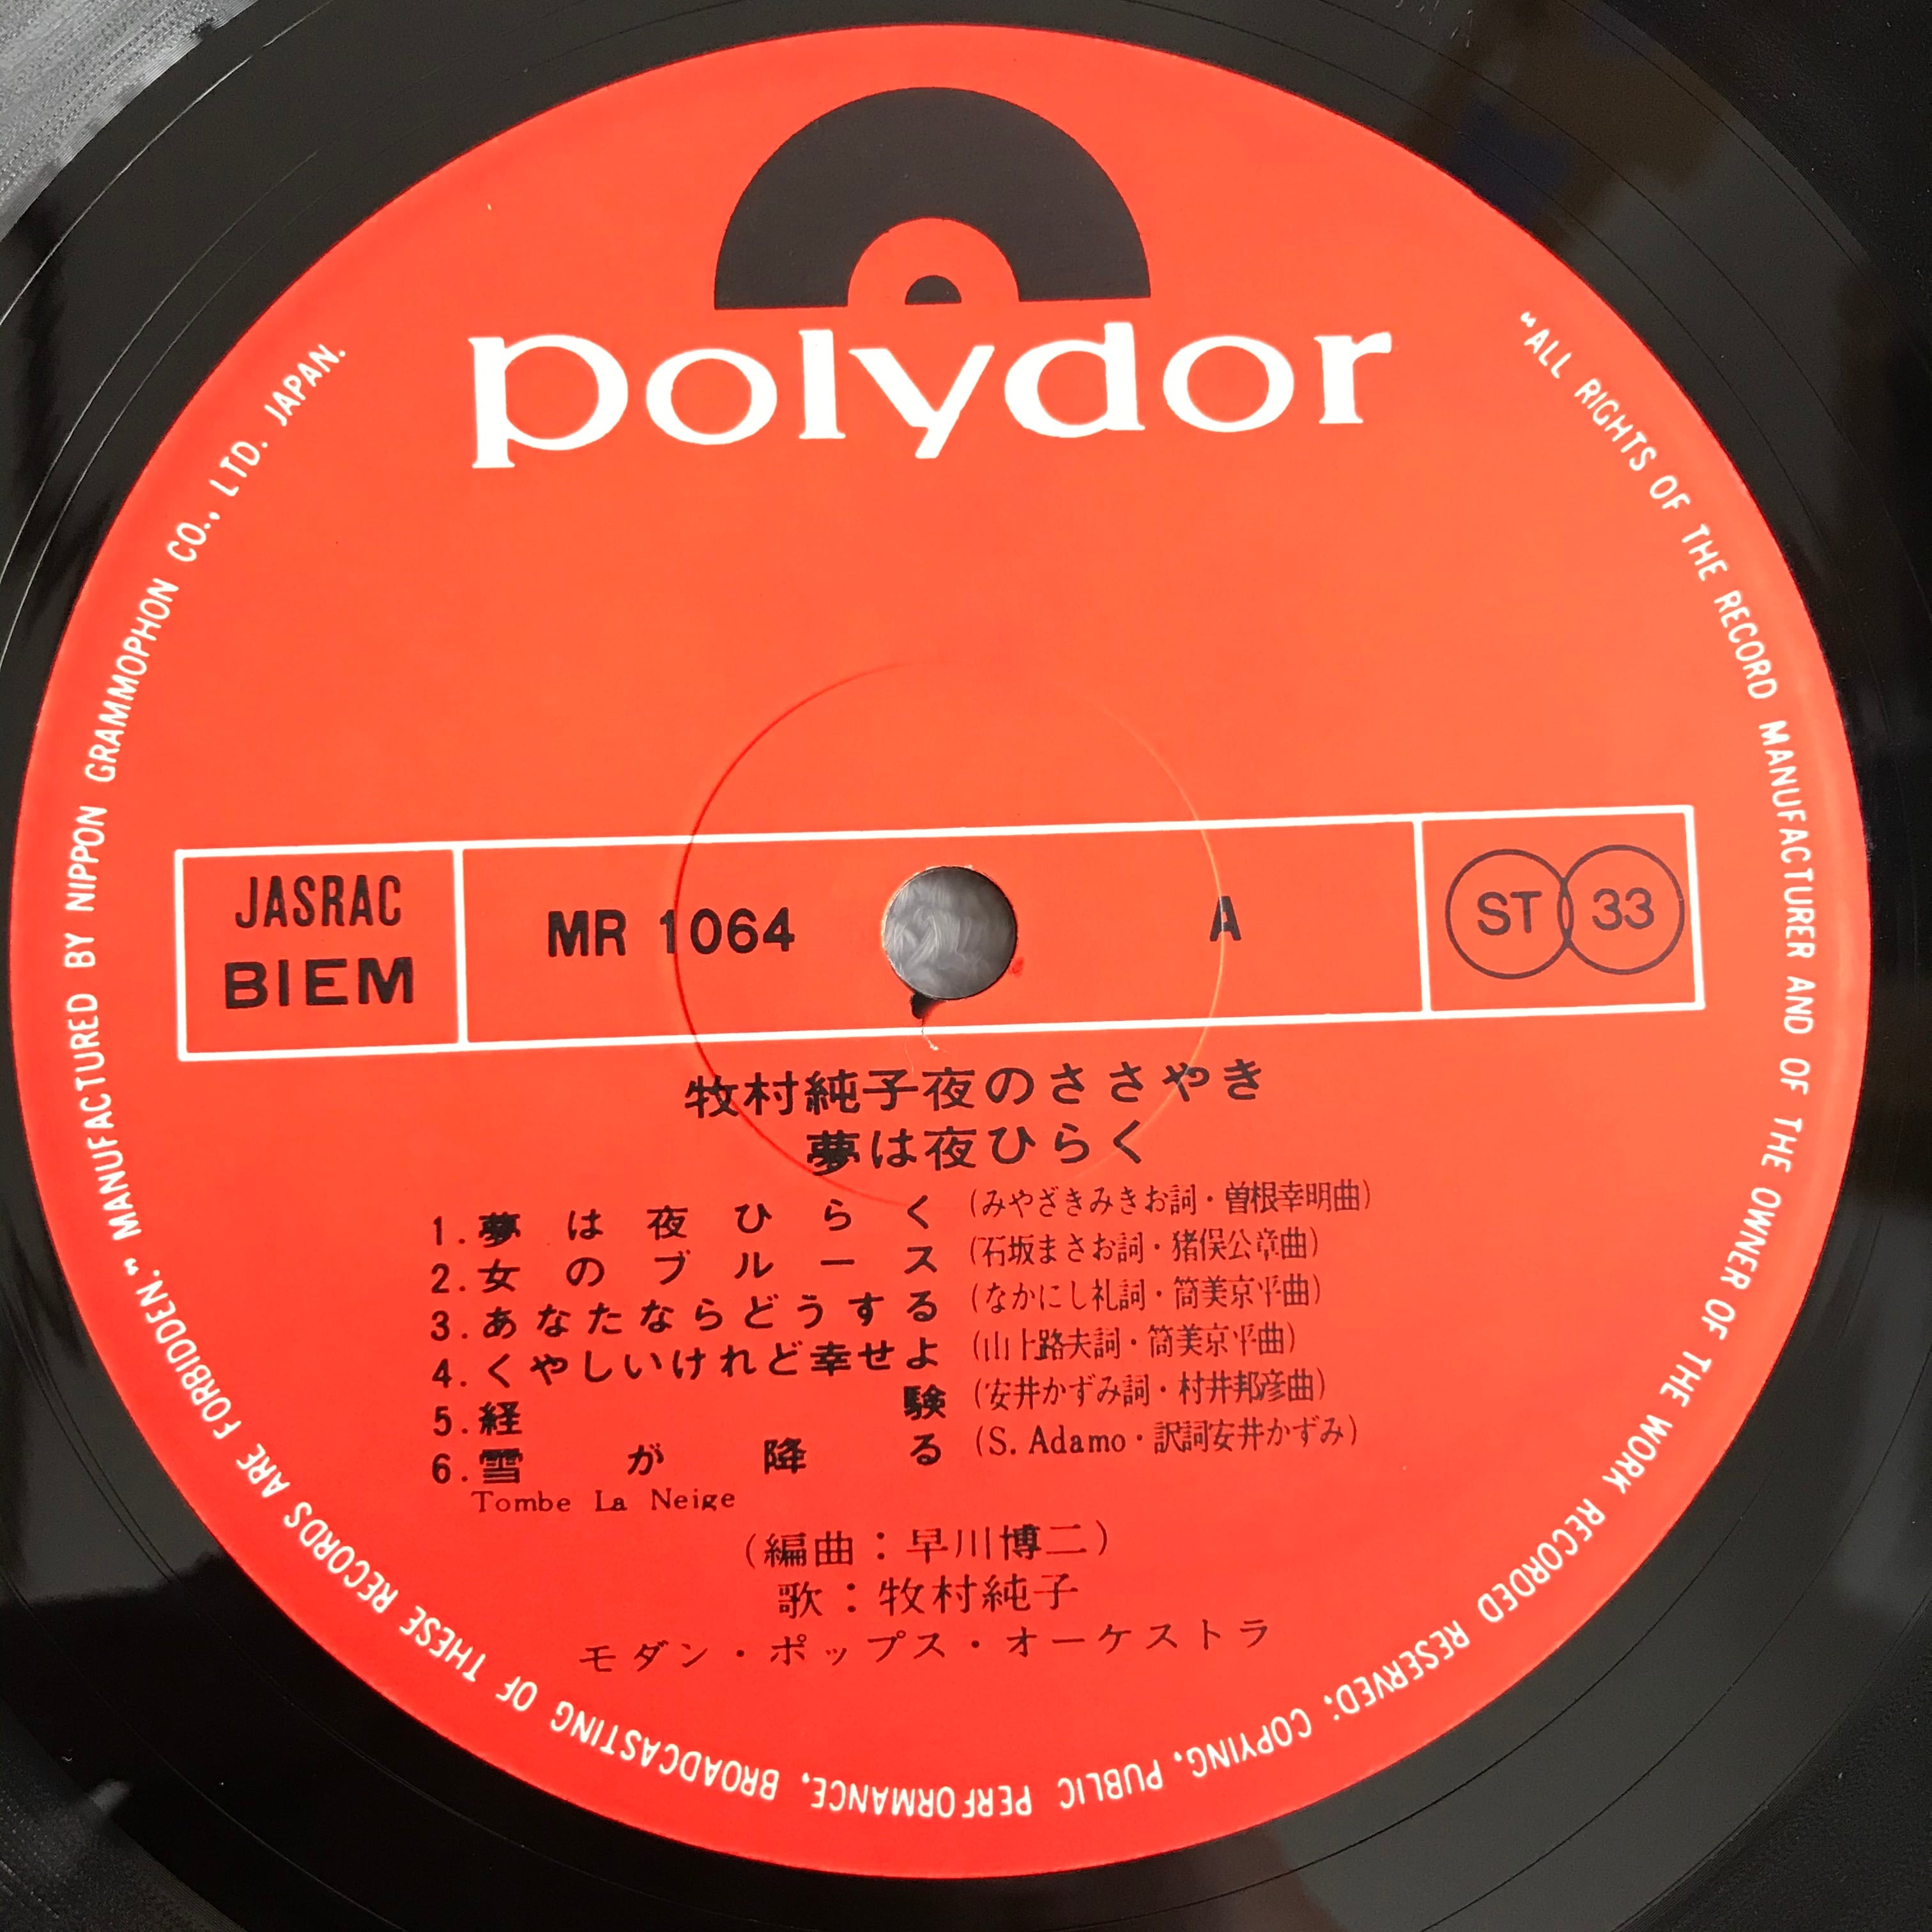 polydor
JASRAC
BIEM
MR 1064
A
ST 33
牧村純子夜のささやき
夢は夜ひらく
1.夢は夜ひらく (みやざきみきお詞・曽根幸明曲)
2.女のブルース (石坂まさお詞・猪俣公章曲)
3.あなたならどうする (なかにし礼詞・筒美京平曲)
4.くやしいけれど幸せよ (山上路夫詞・筒美京平曲)
5.経験 (安井かずみ詞・村井邦彦曲)
6.雪が降る (S. Adamo・訳詞安井かずみ)
Tombe La Neige
(編曲：早川博二)
歌：牧村純子
モダン・ポップス・オーケストラ
"ALL RIGHTS OF THE RECORD MANUFACTURER AND OF THE OWNER OF THE WORK RECORDED RESERVED; COPYING, PUBLIC PERFORMANCE, BROADCASTING OF THESE RECORDS ARE FORBIDDEN." MANUFACTURED BY NIPPON GRAMMOPHON CO., LTD. JAPAN.